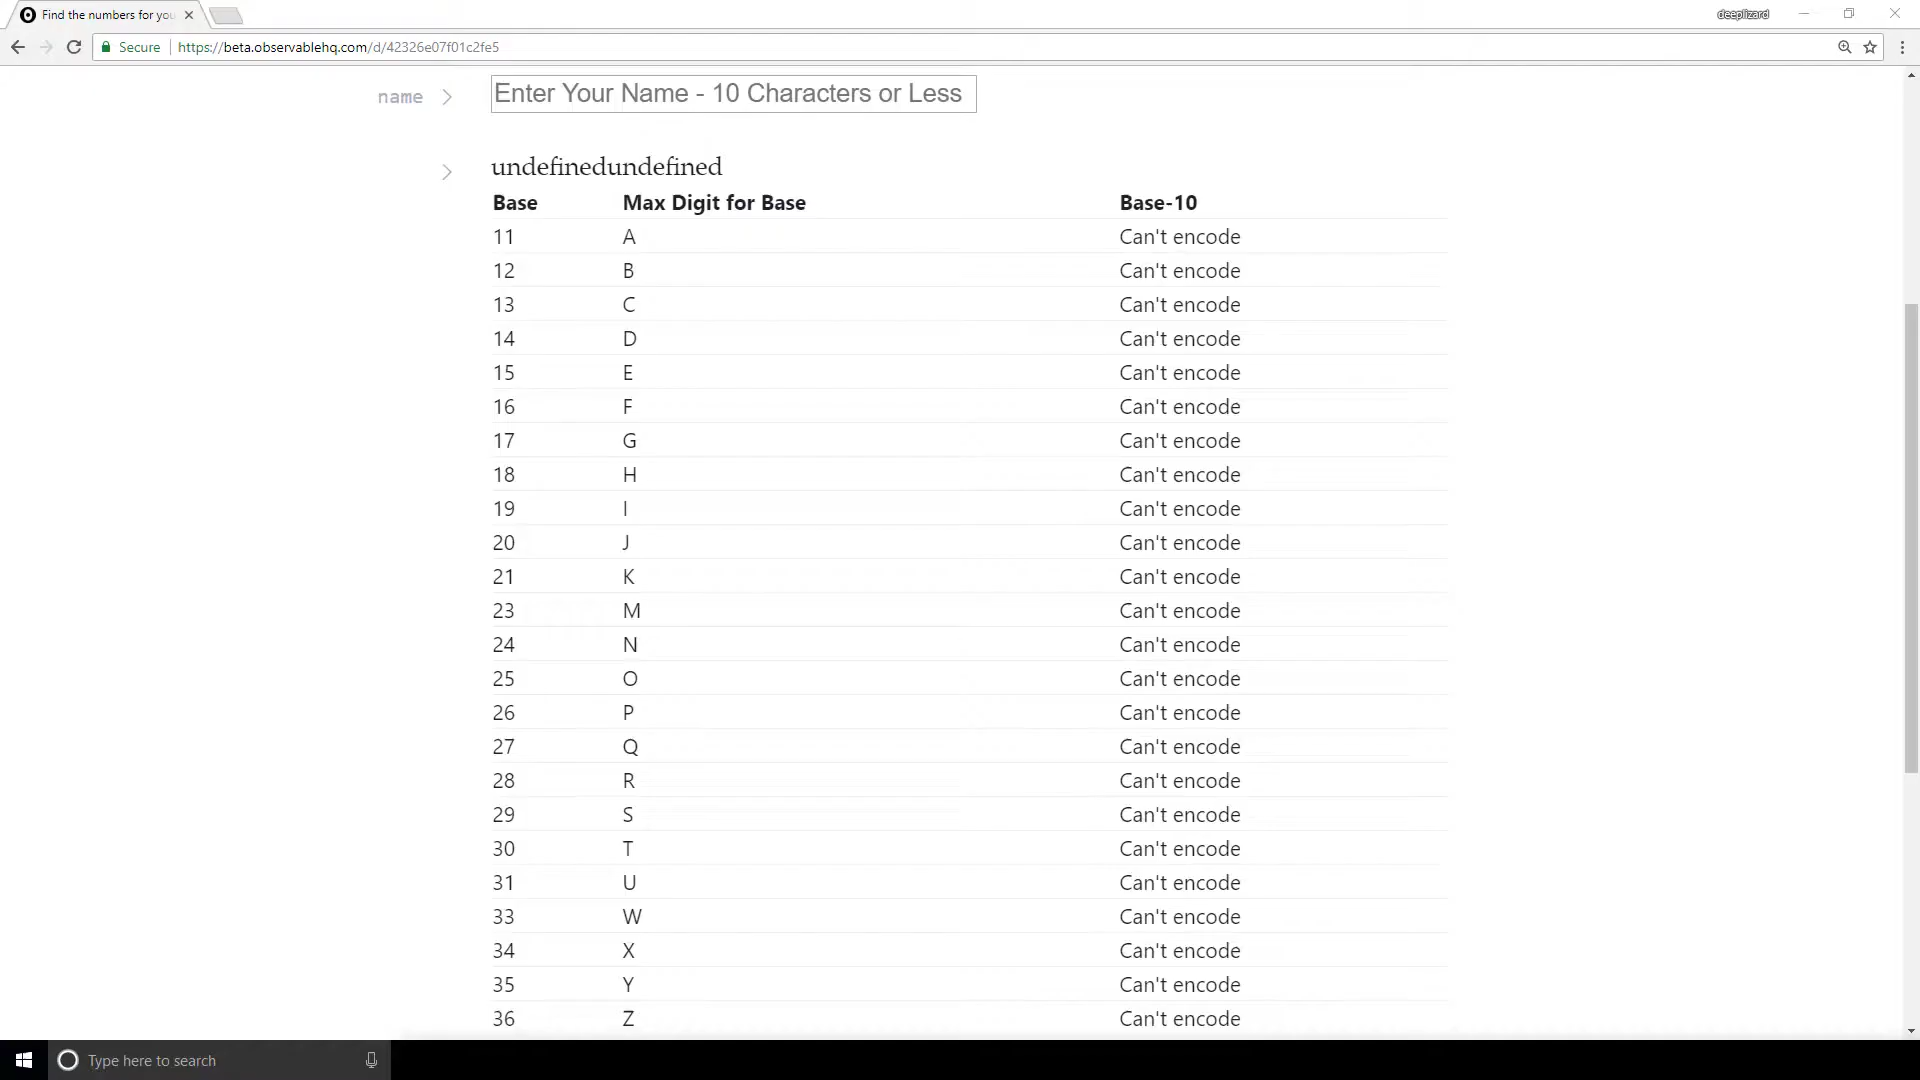 Find the numbers for you
deeplizard
Secure https://beta.observablehq.com/d/42326e07f01c2fe5
name
Enter Your Name - 10 Characters or Less
undefinedundefined
Base Max Digit for Base Base-10
11 A Can't encode
12 B Can't encode
13 C Can't encode
14 D Can't encode
15 E Can't encode
16 F Can't encode
17 G Can't encode
18 H Can't encode
19 I Can't encode
20 J Can't encode
21 K Can't encode
23 M Can't encode
24 N Can't encode
25 O Can't encode
26 P Can't encode
27 Q Can't encode
28 R Can't encode
29 S Can't encode
30 T Can't encode
31 U Can't encode
33 W Can't encode
34 X Can't encode
35 Y Can't encode
36 Z Can't encode
Type here to search